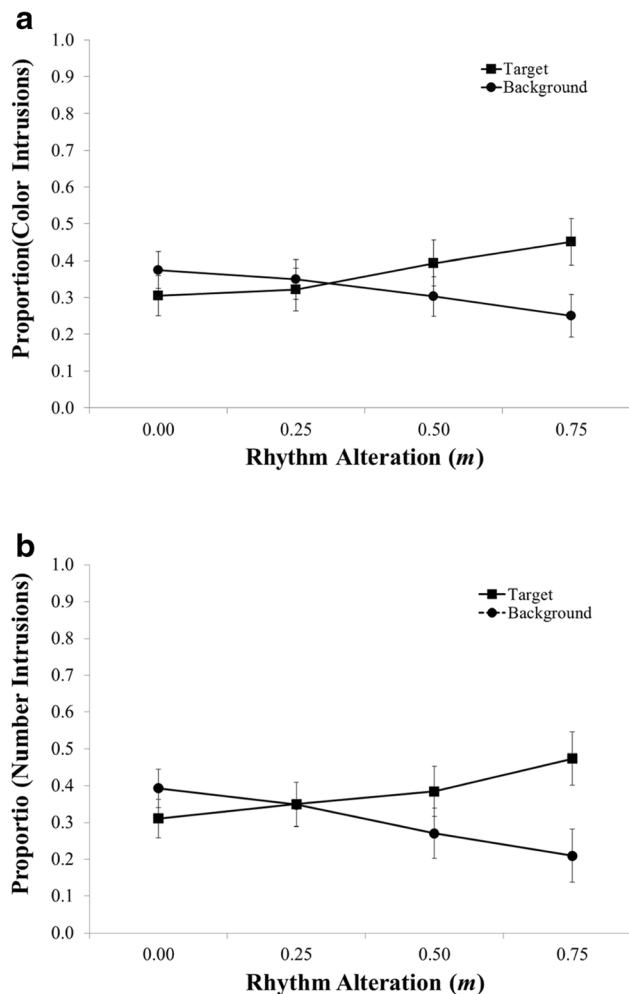 a
Proportion(Color Intrusions)
1.0
0.9
0.8
0.7
0.6
0.5
0.4
0.3
0.2
0.1
0.0
Target
Background
0.00 0.25 0.50 0.75
Rhythm Alteration (m)
b
Proportio (Number Intrusions)
1.0
0.9
0.8
0.7
0.6
0.5
0.4
0.3
0.2
0.1
0.0
Target
Background
0.00 0.25 0.50 0.75
Rhythm Alteration (m)